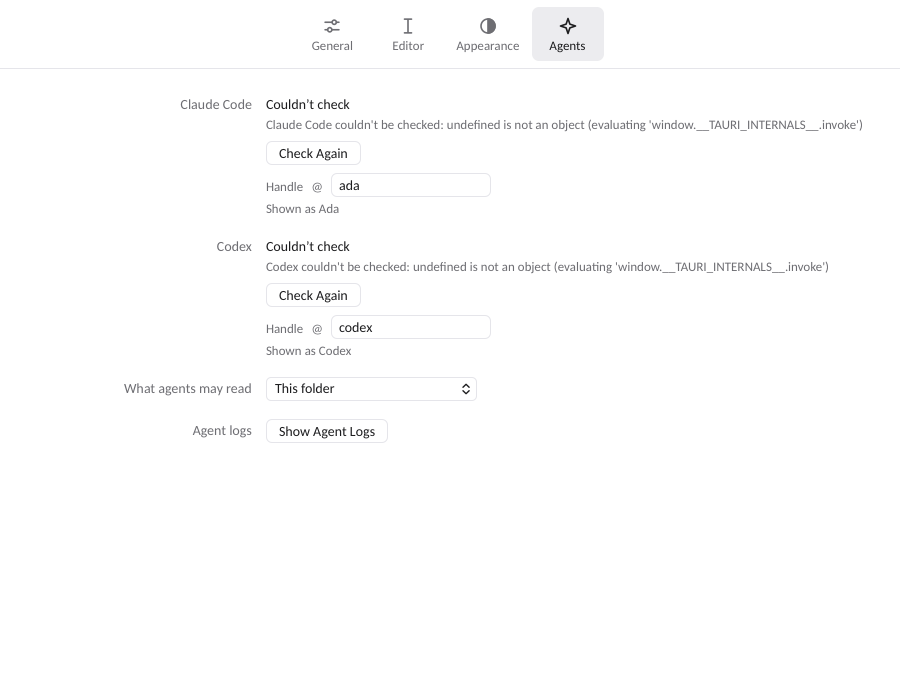 General
Editor
Appearance
Agents
Claude Code
Couldn’t check
Claude Code couldn't be checked: undefined is not an object (evaluating 'window.__TAURI_INTERNALS__.invoke')
Check Again
Handle @ ada
Shown as Ada
Codex
Couldn’t check
Codex couldn't be checked: undefined is not an object (evaluating 'window.__TAURI_INTERNALS__.invoke')
Check Again
Handle @ codex
Shown as Codex
What agents may read
This folder
Agent logs
Show Agent Logs